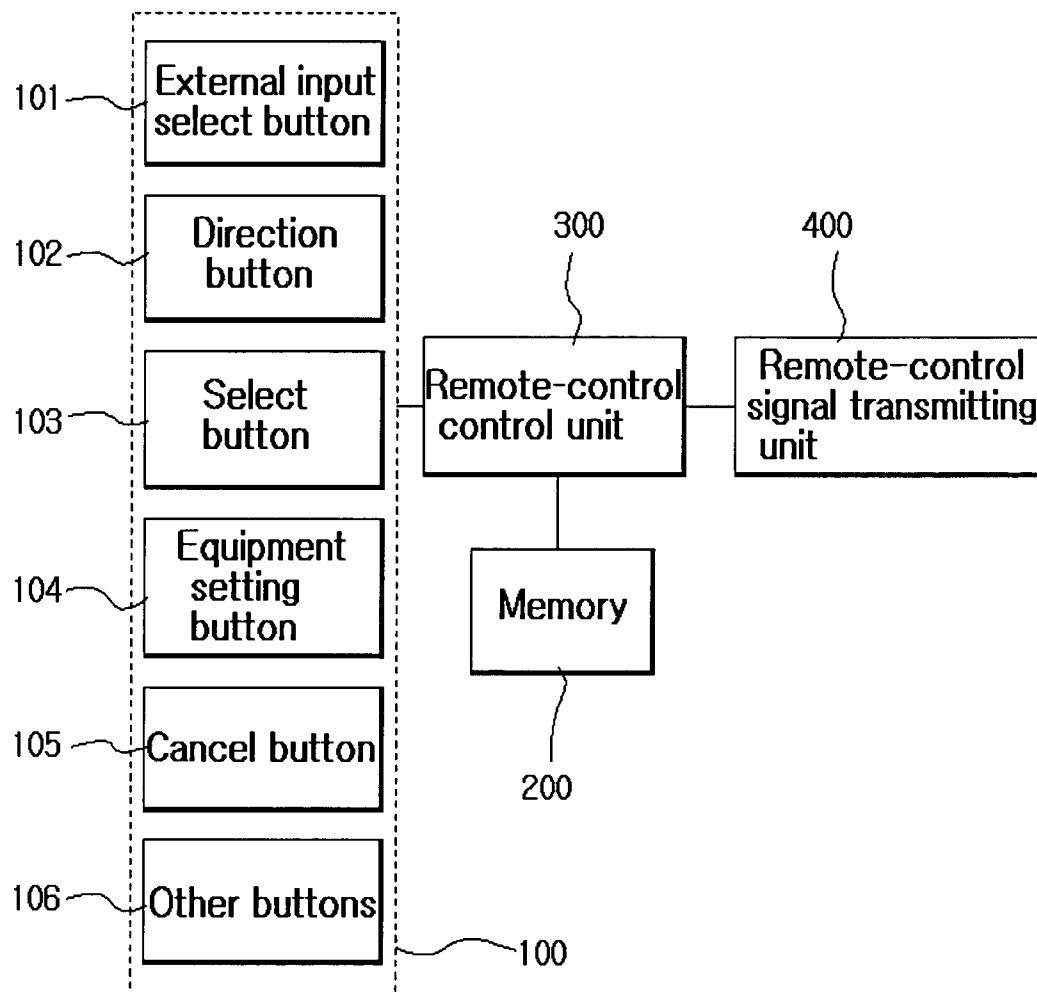 101
External input
select button
102
Direction
button
103
Select
button
104
Equipment
setting
button
105
Cancel button
106
Other buttons
100
300
Remote-control
control unit
400
Remote-control
signal transmitting
unit
Memory
200